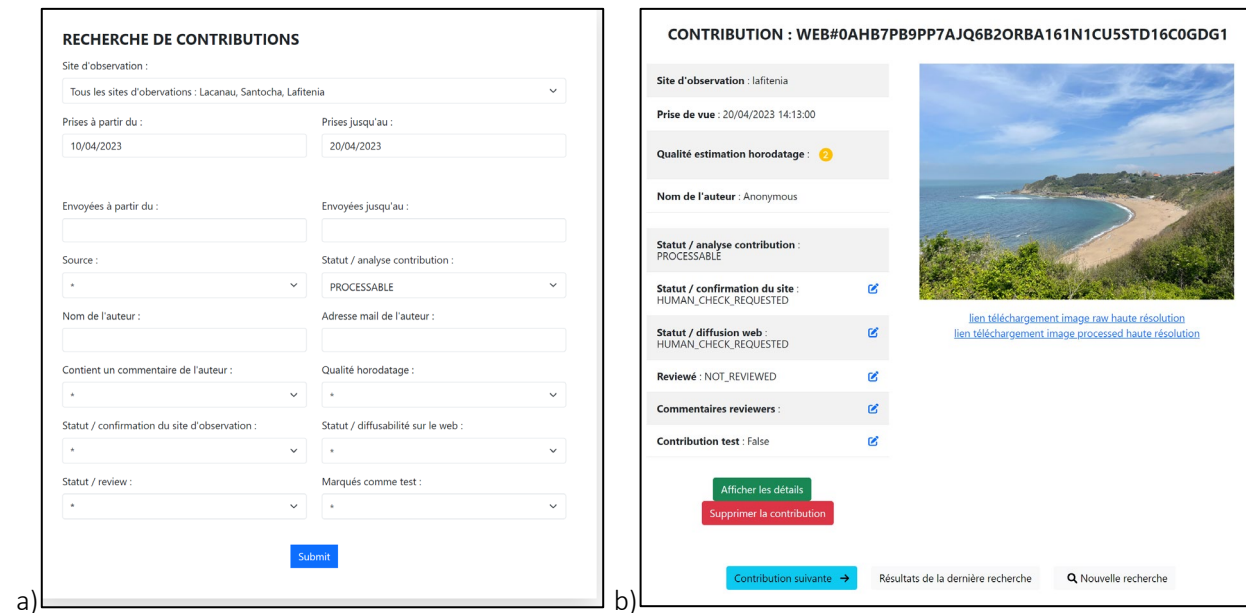 RECHERCHE DE CONTRIBUTIONS
Site d'observation :
Tous les sites d'obervations : Lacanau, Santocha, Lafitenia
Prises à partir du :
Prises jusqu'au :
10/04/2023
20/04/2023
Envoyées à partir du :
Envoyées jusqu'au :
Source :
Statut / analyse contribution :
*
PROCESSABLE
Nom de l'auteur :
Adresse mail de l'auteur :
Contient un commentaire de l'auteur :
Qualité horodatage :
*
*
Statut / confirmation du site d'observation :
Statut / diffusabilité sur le web :
*
*
Statut / review :
Marqués comme test :
*
*
Submit
a)
CONTRIBUTION : WEB#0AHB7PB9PP7AJQ6B2ORBA161N1CU5STD16C0GDG1
Site d'observation : lafitenia
Prise de vue : 20/04/2023 14:13:00
Qualité estimation horodatage : 2
Nom de l'auteur : Anonymous
Statut / analyse contribution :
PROCESSABLE
Statut / confirmation du site :
HUMAN_CHECK_REQUESTED
Statut / diffusion web :
HUMAN_CHECK_REQUESTED
Reviewé : NOT_REVIEWED
Commentaires reviewers :
Contribution test : False
Afficher les détails
Supprimer la contribution
lien téléchargement image raw haute résolution
lien téléchargement image processed haute résolution
Contribution suivante
Résultats de la dernière recherche
Nouvelle recherche
b)